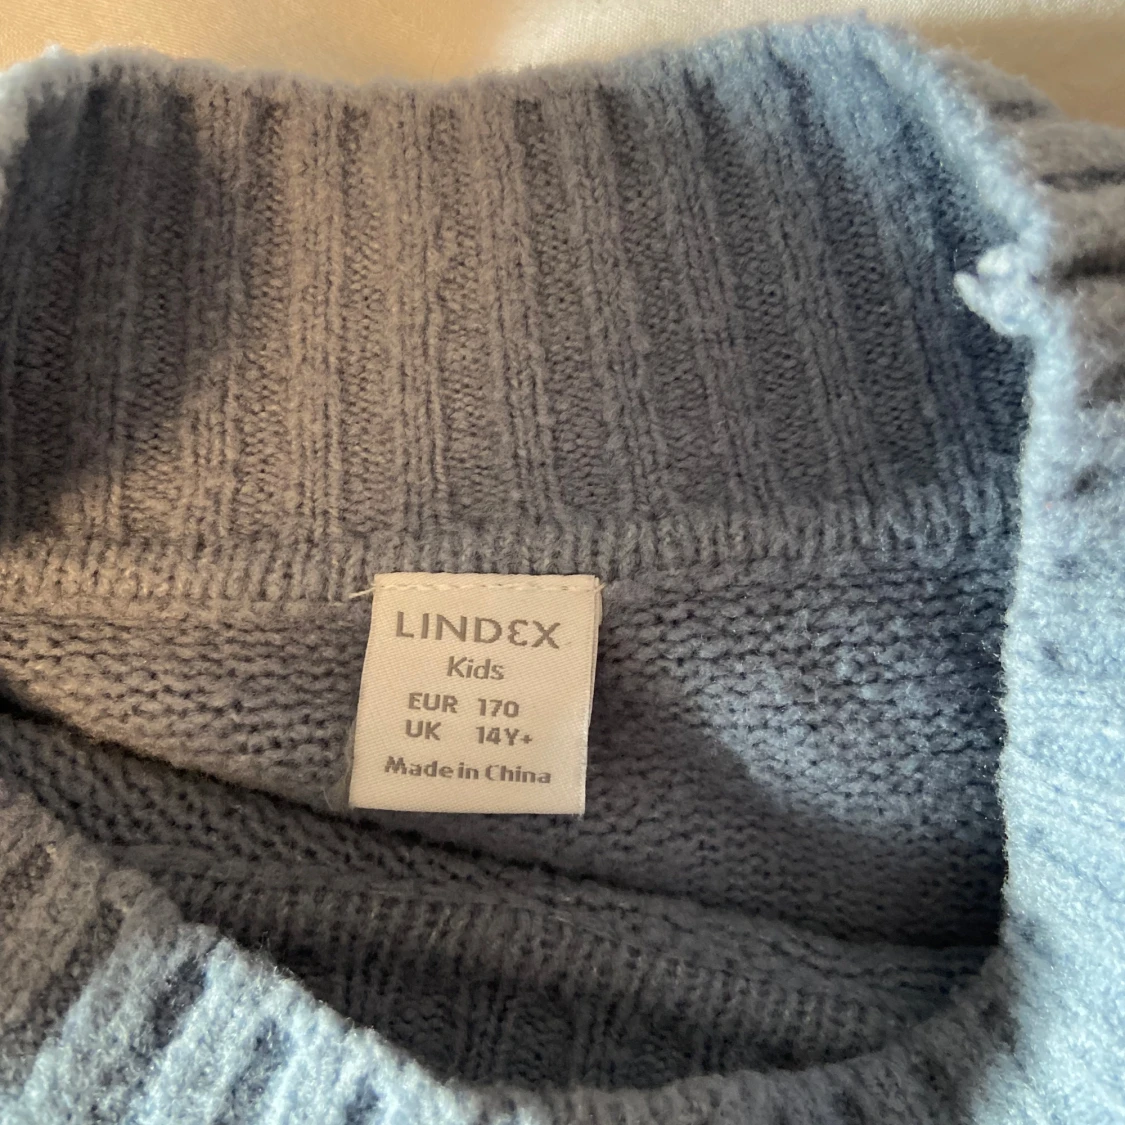 LINDEX
Kids
EUR 170
UK 14Y+
Made in China